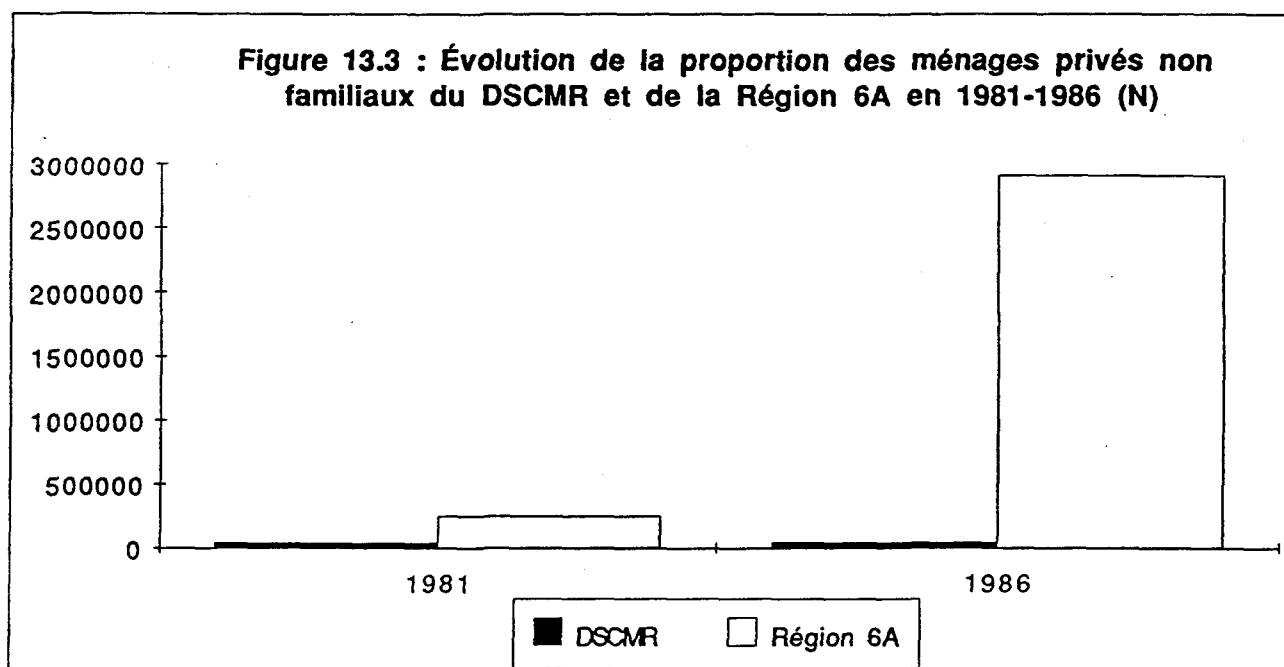 Figure 13.3 : Évolution de la proportion des ménages privés non
familiaux du DSCMR et de la Région 6A en 1981-1986 (N)
3000000
2500000
2000000
1500000
1000000
500000
0
1981
1986
DSCMR
Région 6A